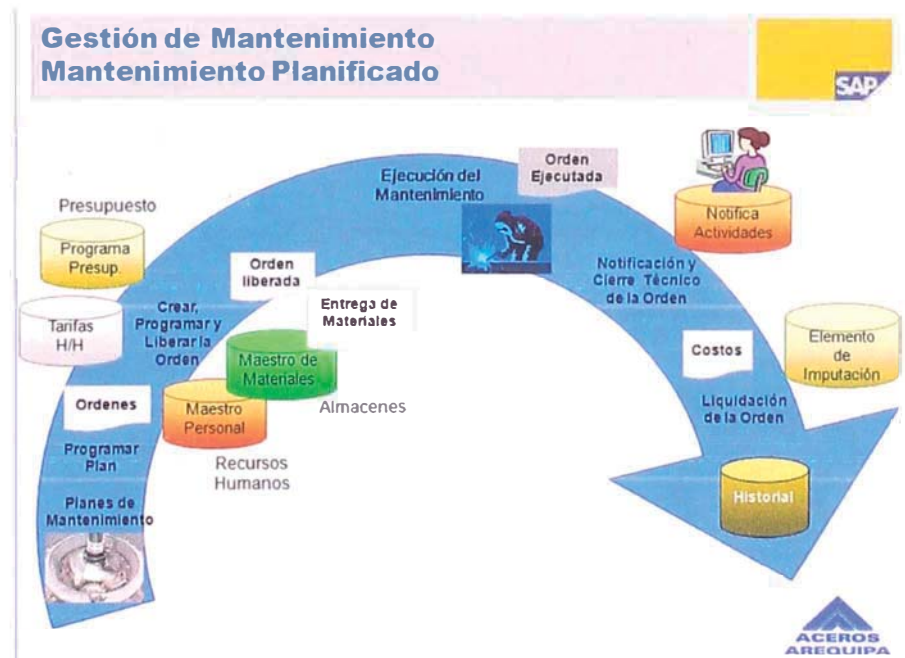 Gestión de Mantenimiento
Mantenimiento Planificado
SAP
Presupuesto
Programa
Presup.
Tarifas
H/H
Ordenes
Programar
Plan
Planes de
Mantenimiento
Crear,
Programar y
Liberar la
Orden
Orden
liberada
Entrega de
Materiales
Maestro de
Materiales
Almacenes
Maestro
Personal
Recursos
Humanos
Ejecución del
Mantenimiento
Orden
Ejecutada
Notifica
Actividades
Notificación y
Cierre Técnico
de la Orden
Costos
Elemento
de
Imputación
Liquidación
de la Orden
Historial
ACEROS
AREQUIPA